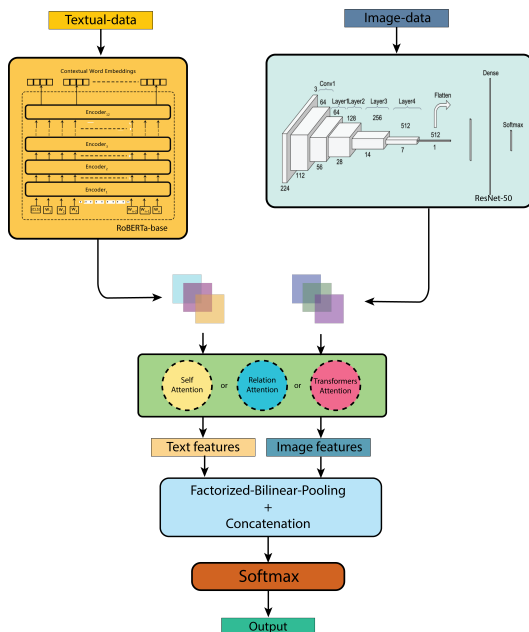 Textual-data
Image-data
Contextual Word Embeddings
Encoder
Encoder
Encoder
Encoder
RoBERTa-base
3 Conv1
64
Layer1 Layer2 Layer3 Layer4
64
128
256
512
Flatten
Dense
Softmax
512
1
7
14
28
56
112
224
ResNet-50
Self
Attention
or
Relation
Attention
or
Transformers
Attention
Text features
Image features
Factorized-Bilinear-Pooling
+
Concatenation
Softmax
Output